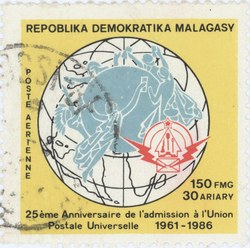 REPOBLIKA DEMOKRATIKA MALAGASY
POSTE AERIENNE
150 FMG
30 ARIARY
25ème Anniversaire de l'admission à l'Union
Postale Universelle 1961-1986